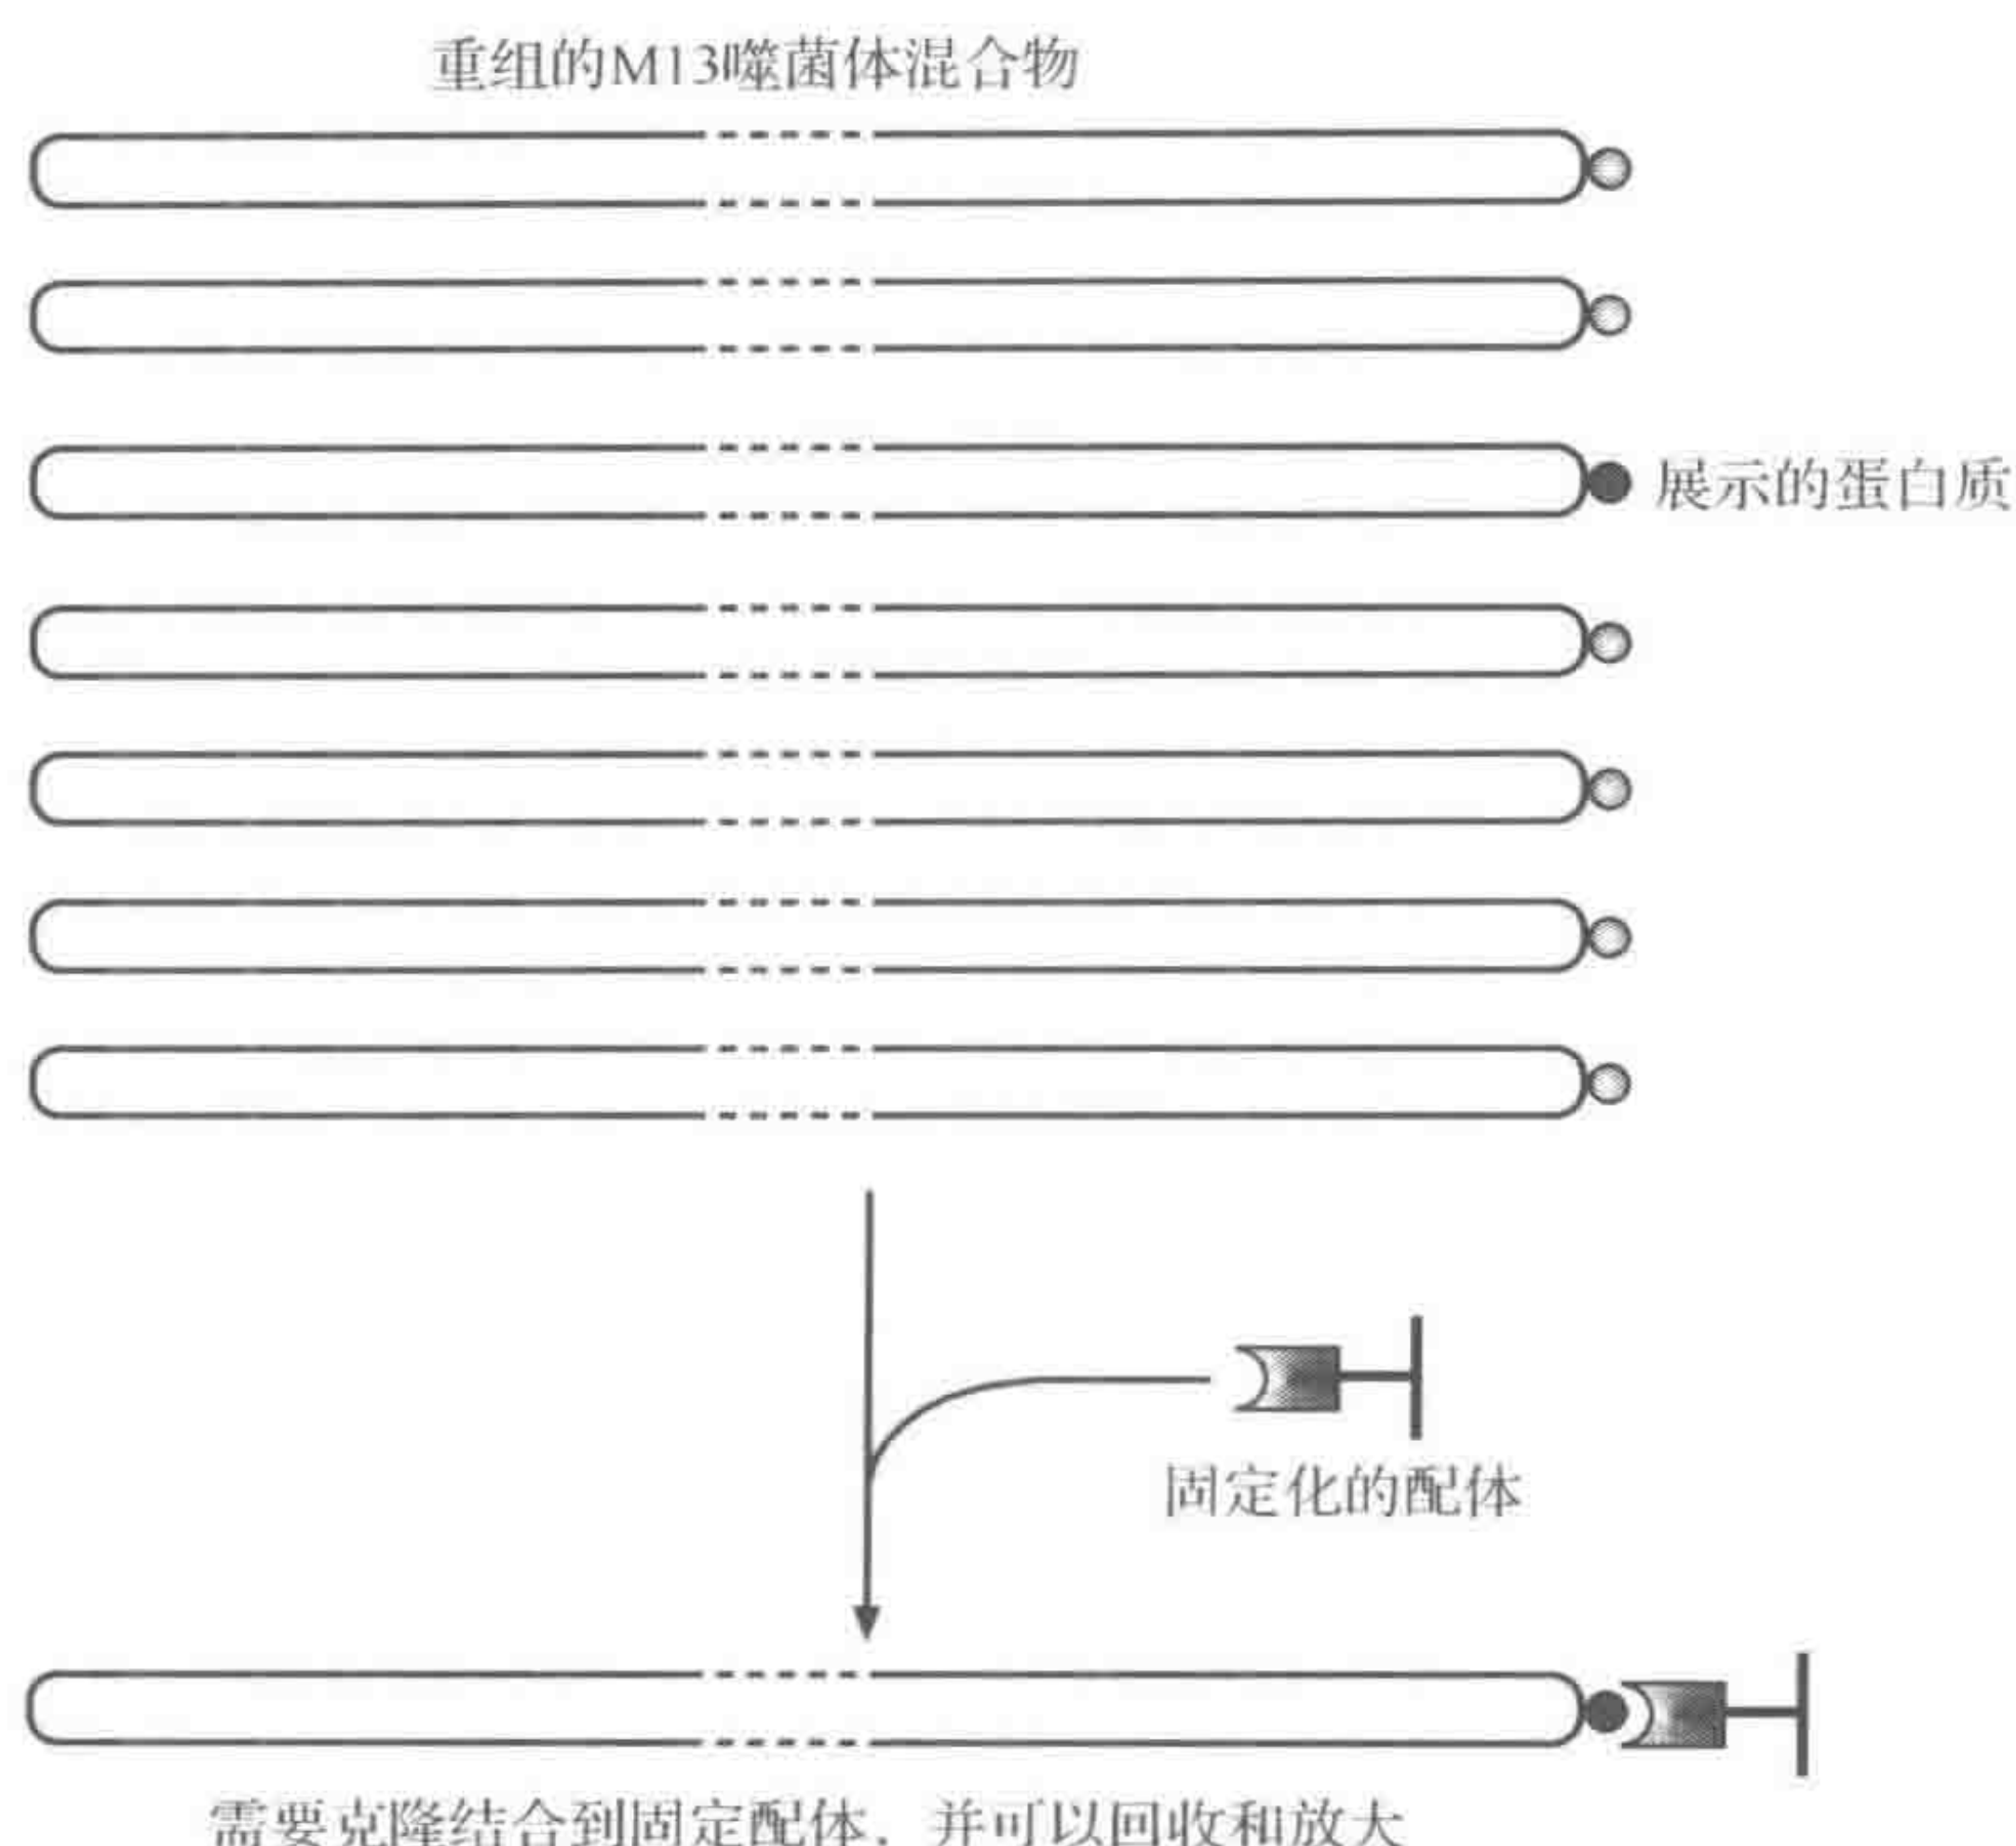 重组的M13噬菌体混合物
展示的蛋白质
固定化的配体
需要克隆结合到固定配体，并可以回收和放大